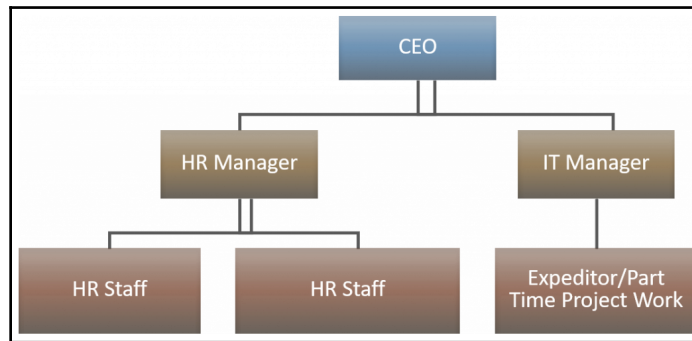 CEO
HR Manager
IT Manager
HR Staff
HR Staff
Expeditor/Part
Time Project Work